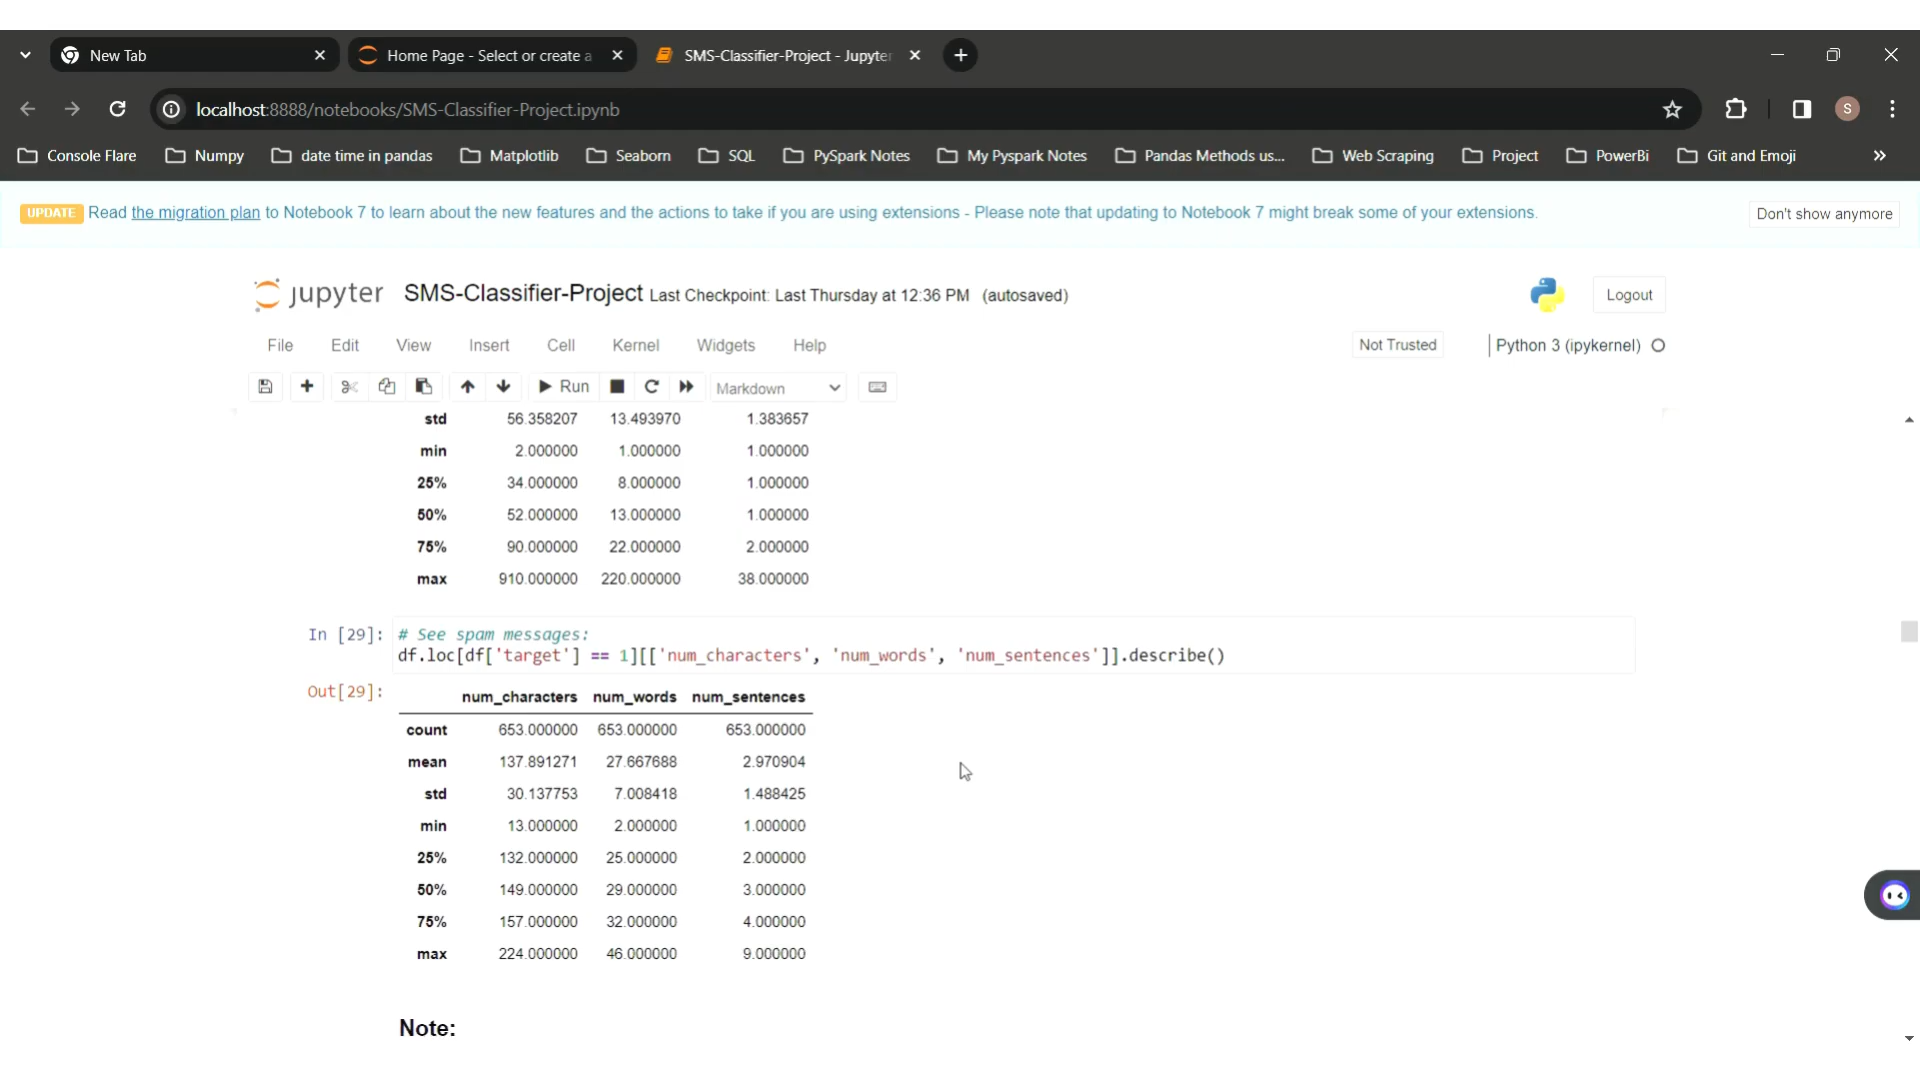 New Tab
Home Page - Select or create a
SMS-Classifier-Project - Jupyter
localhost:8888/notebooks/SMS-Classifier-Project.ipynb
S
Console Flare Numpy date time in pandas Matplotlib Seaborn SQL PySpark Notes My Pyspark Notes Pandas Methods us... Web Scraping Project PowerBi Git and Emoji »
UPDATE Read the migration plan to Notebook 7 to learn about the new features and the actions to take if you are using extensions - Please note that updating to Notebook 7 might break some of your extensions. Don't show anymore
jupyter SMS-Classifier-Project Last Checkpoint: Last Thursday at 12:36 PM (autosaved) Logout
File Edit View Insert Cell Kernel Widgets Help Not Trusted Python 3 (ipykernel)
Run Markdown
std 56.358207 13.493970 1.383657
min 2.000000 1.000000 1.000000
25% 34.000000 8.000000 1.000000
50% 52.000000 13.000000 1.000000
75% 90.000000 22.000000 2.000000
max 910.000000 220.000000 38.000000
In [29]: # See spam messages:
df.loc[df['target'] == 1][['num_characters', 'num_words', 'num_sentences']].describe()
Out[29]: num_characters num_words num_sentences
count 653.000000 653.000000 653.000000
mean 137.891271 27.667688 2.970904
std 30.137753 7.008418 1.488425
min 13.000000 2.000000 1.000000
25% 132.000000 25.000000 2.000000
50% 149.000000 29.000000 3.000000
75% 157.000000 32.000000 4.000000
max 224.000000 46.000000 9.000000
Note: